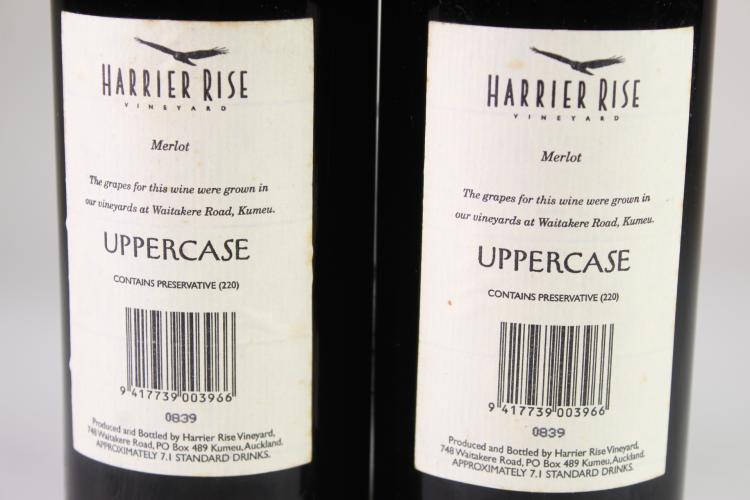 HARRIER RISE
VINEYARD
Merlot
The grapes for this wine were grown in
our vineyards at Waitakere Road, Kumeu.
UPPERCASE
CONTAINS PRESERVATIVE (220)
9 417739 003966
0839
Produced and Bottled by Harrier Rise Vineyard,
748 Waitakere Road, PO Box 489 Kumeu, Auckland.
APPROXIMATELY 7.1 STANDARD DRINKS.
HARRIER RISE
VINEYARD
Merlot
The grapes for this wine were grown in
our vineyards at Waitakere Road, Kumeu.
UPPERCASE
CONTAINS PRESERVATIVE (220)
9 417739 003966
0839
Produced and Bottled by Harrier Rise Vineyard,
748 Waitakere Road, PO Box 489 Kumeu, Auckland.
APPROXIMATELY 7.1 STANDARD DRINKS.